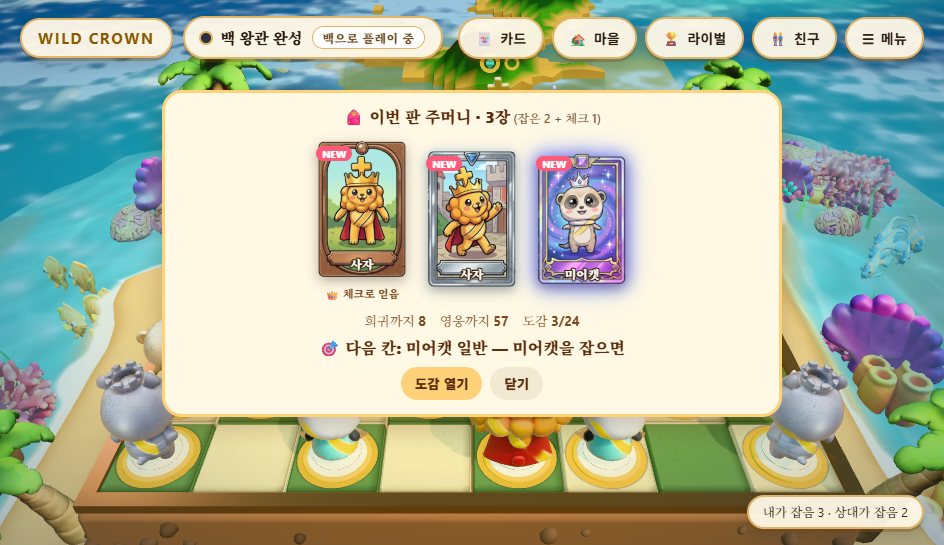 WILD CROWN
백 왕관 완성 백으로 플레이 중
카드
마을
라이벌
친구
☰ 메뉴
이번 판 주머니 · 3장 (잡은 2 + 체크 1)
NEW
NEW
NEW
사자
사자
미어캣
체크로 얻음
희귀까지 8 영웅까지 57 도감 3/24
다음 칸: 미어캣 일반 — 미어캣을 잡으면
도감 열기
닫기
내가 잡음 3 · 상대가 잡음 2